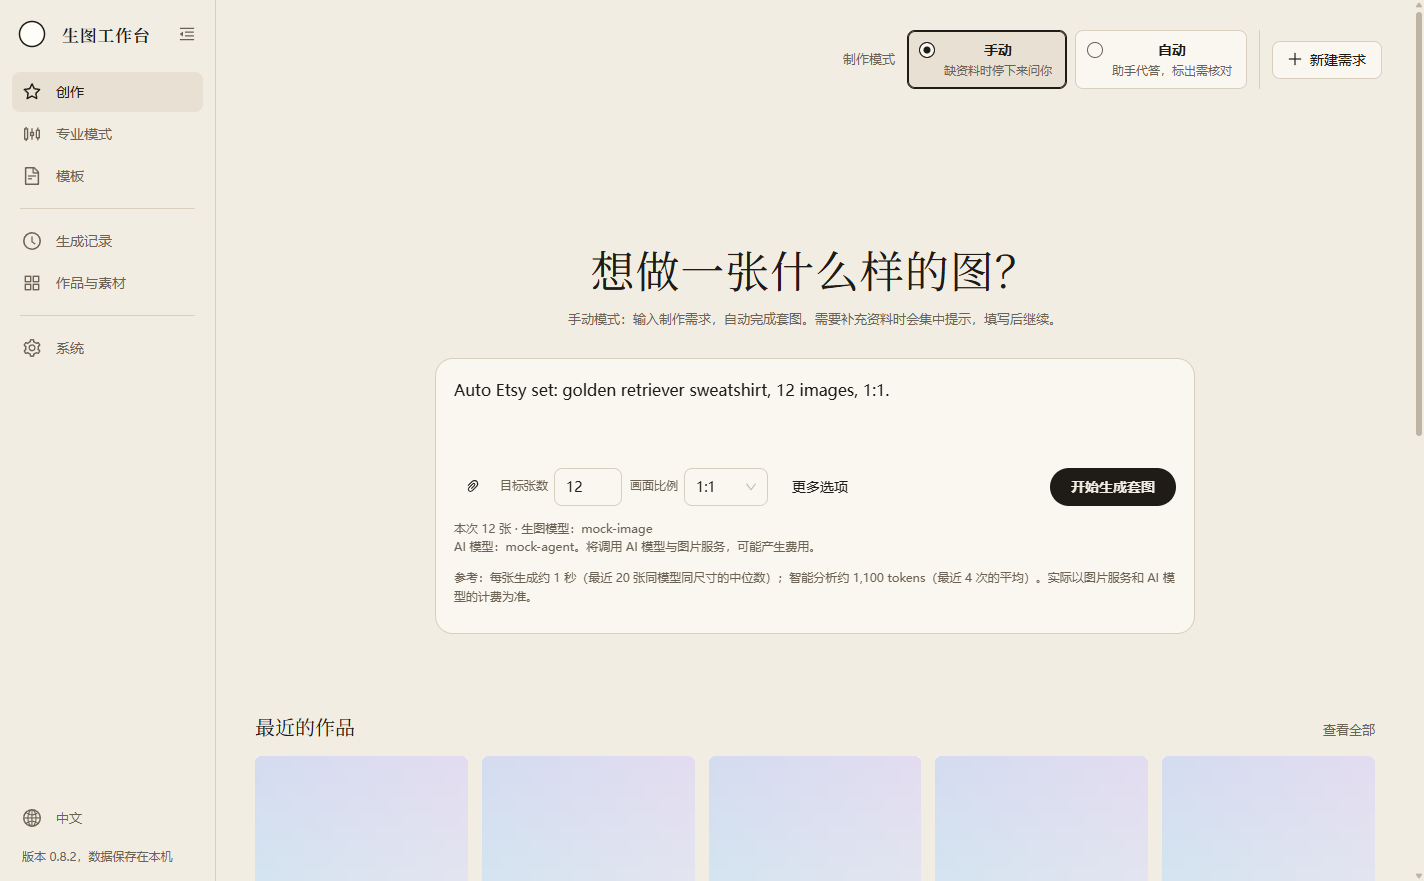 生图工作台
创作
专业模式
模板
生成记录
作品与素材
系统
中文
版本 0.8.2，数据保存在本机
制作模式
手动
缺资料时停下来问你
自动
助手代答，标出需核对
新建需求
想做一张什么样的图？
手动模式：输入制作需求，自动完成套图。需要补充资料时会集中提示，填写后继续。
Auto Etsy set: golden retriever sweatshirt, 12 images, 1:1.
目标张数 12 画面比例 1:1 更多选项 开始生成套图
本次 12 张 · 生图模型：mock-image
AI 模型：mock-agent。将调用 AI 模型与图片服务，可能产生费用。
参考：每张生成约 1 秒（最近 20 张同模型同尺寸的中位数）；智能分析约 1,100 tokens（最近 4 次的平均）。实际以图片服务和 AI 模
型的计费为准。
最近的作品
查看全部